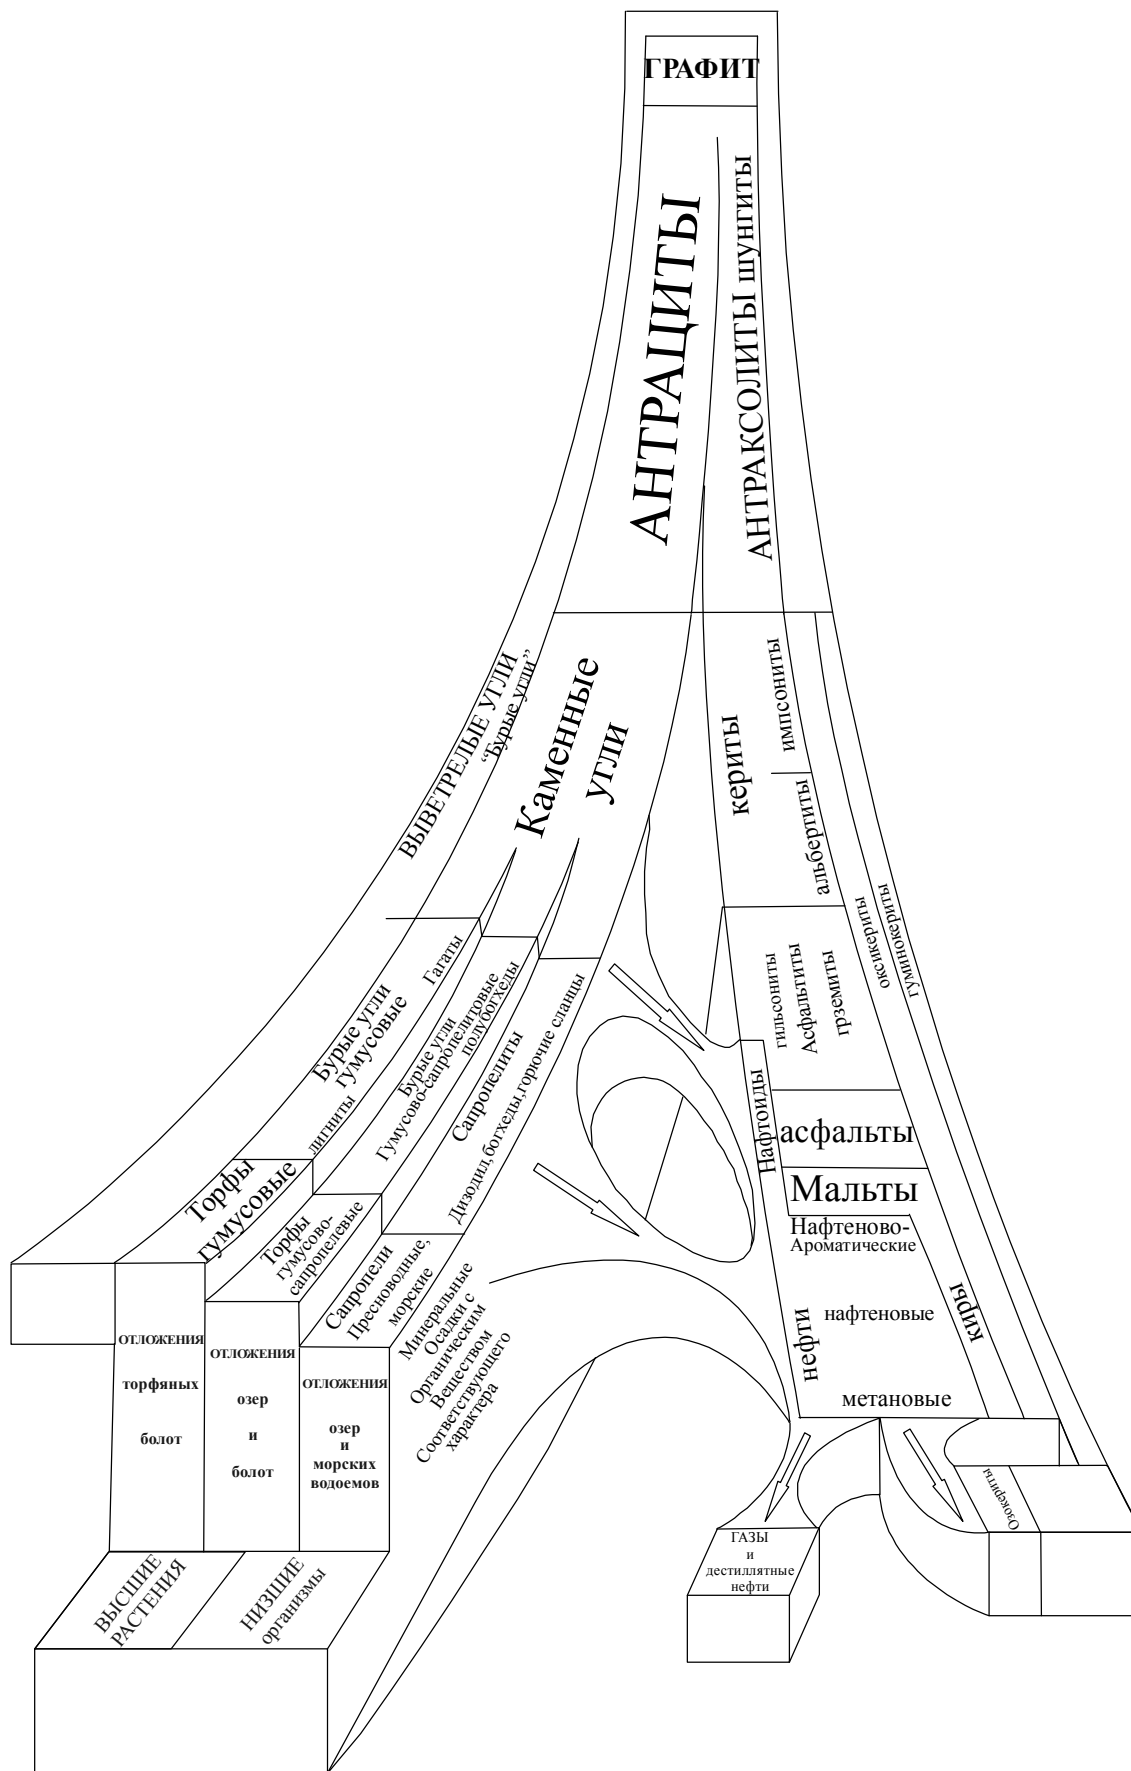 ГРАФИТ
АНТРАЦИТЫ
АНТРАКСОЛИТЫ шунгиты
ВЫВЕТРЕЛЫЕ УГЛИ
“Бурые угли”
Каменные
угли
кериты
импсониты
альбертиты
оксикериты
гуминокериты
Бурые угли
гумусовые
Гагаты
лигниты
Бурые угли
Гумусово-сапропелитовые
полубогхеды
Сапропелиты
Дизодил,богхеды,горючие сланцы
гильсониты
Асфальтиты
грэемиты
Нафтоиды
асфальты
Мальты
Нафтеново-
Ароматические
нафтеновые
метановые
нефти
киры
Торфы
гумусовые
Торфы
гумусово-
сапропелевые
Сапропели
Пресноводные,
морские
Минеральные
Осадки с
Органическим
Веществом
Соответствующего
характера
ОТЛОЖЕНИЯ
торфяных
болот
ОТЛОЖЕНИЯ
озер
и
болот
ОТЛОЖЕНИЯ
озер
и
морских
водоемов
ВЫСШИЕ
РАСТЕНИЯ
НИЗШИЕ
организмы
ГАЗЫ
и
дестиллятные
нефти
Озокериты